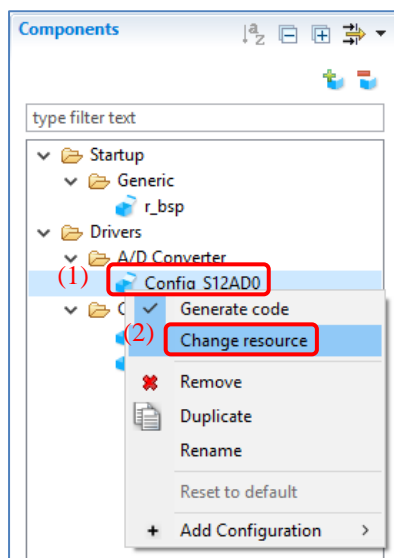 Components
type filter text
Startup
Generic
r_bsp
Drivers
A/D Converter
(1) Config_S12AD0
C
Generate code
(2) Change resource
Remove
Duplicate
Rename
Reset to default
Add Configuration